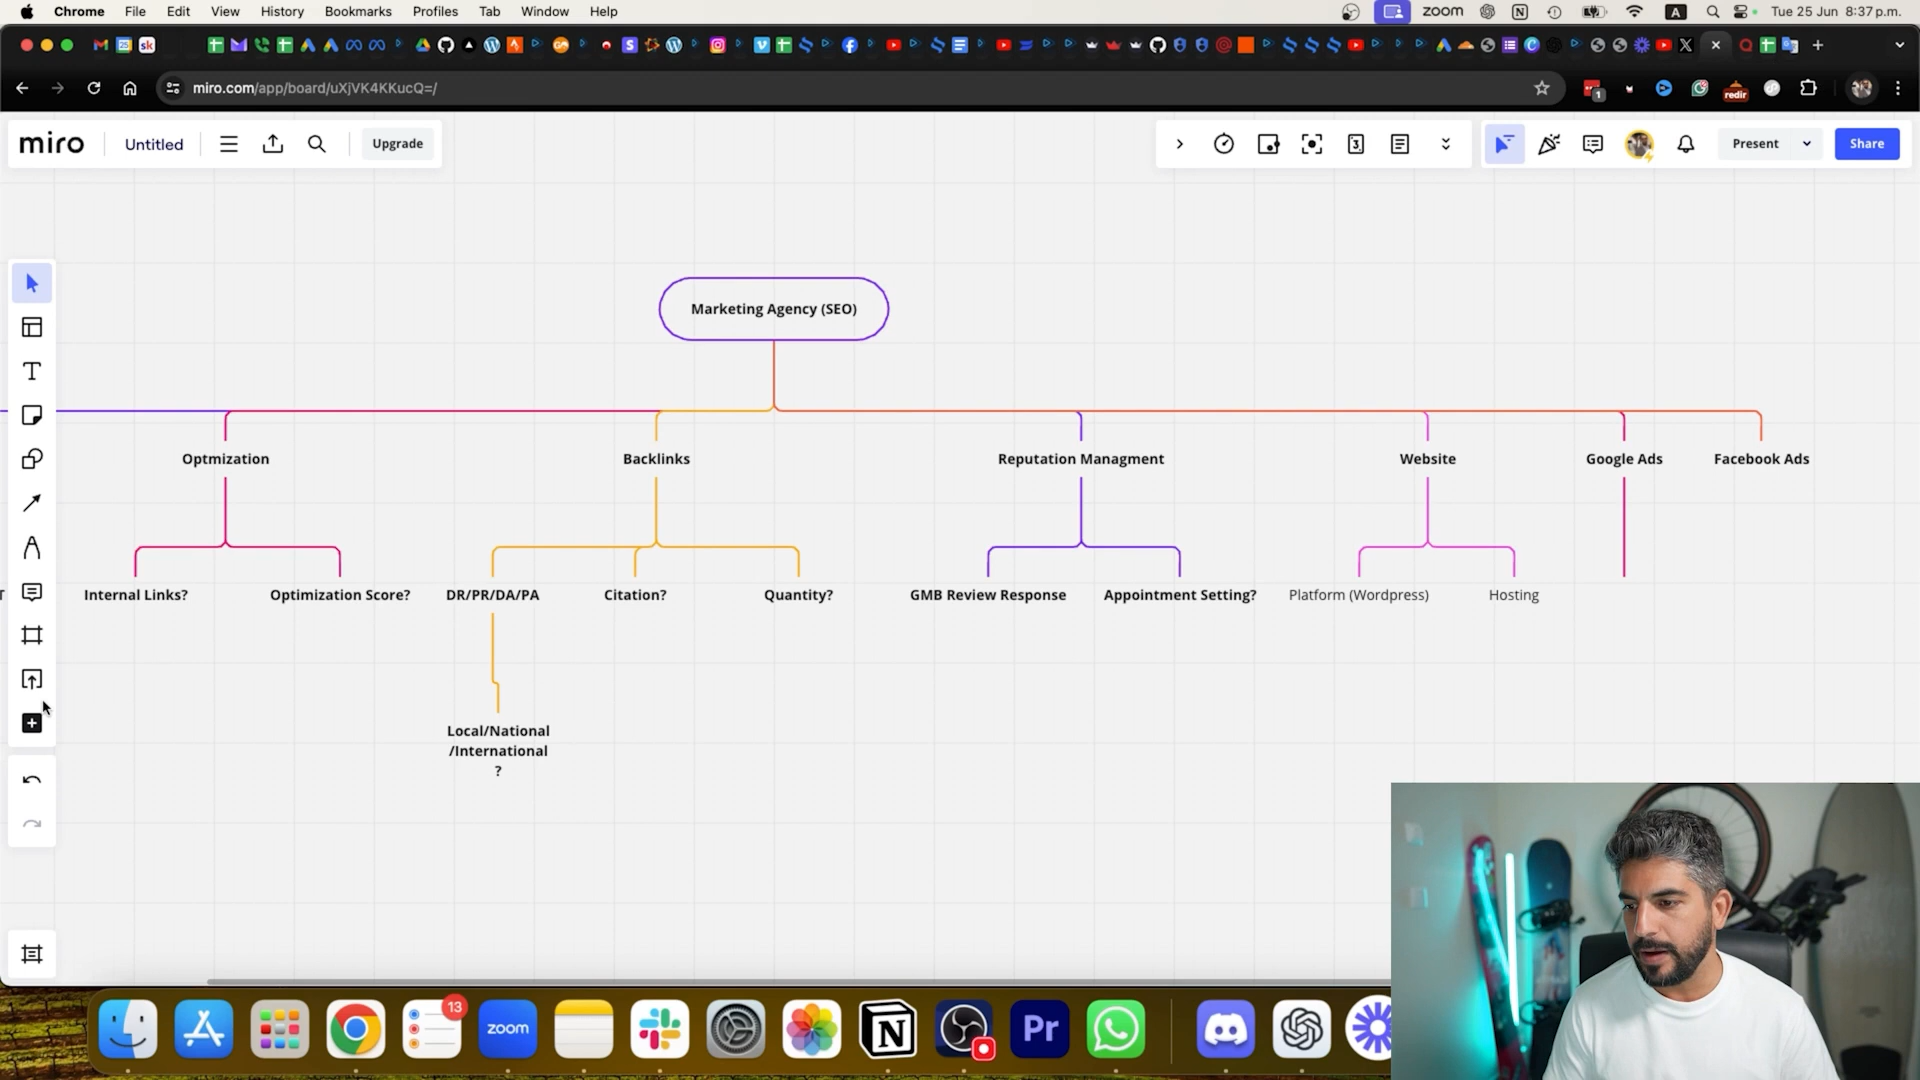 Chrome File Edit View History Bookmarks Profiles Tab Window Help
zoom A Tue 25 Jun 8:37 p.m.
miro.com/app/board/uXjVK4KKucQ=/
1
redir
miro Untitled Upgrade
3
Present Share
Marketing Agency (SEO)
Optmization Backlinks Reputation Managment Website Google Ads Facebook Ads
T Internal Links? Optimization Score? DR/PR/DA/PA Citation? Quantity? GMB Review Response Appointment Setting? Platform (Wordpress) Hosting
Local/National
/International
?
13
zoom
Pr